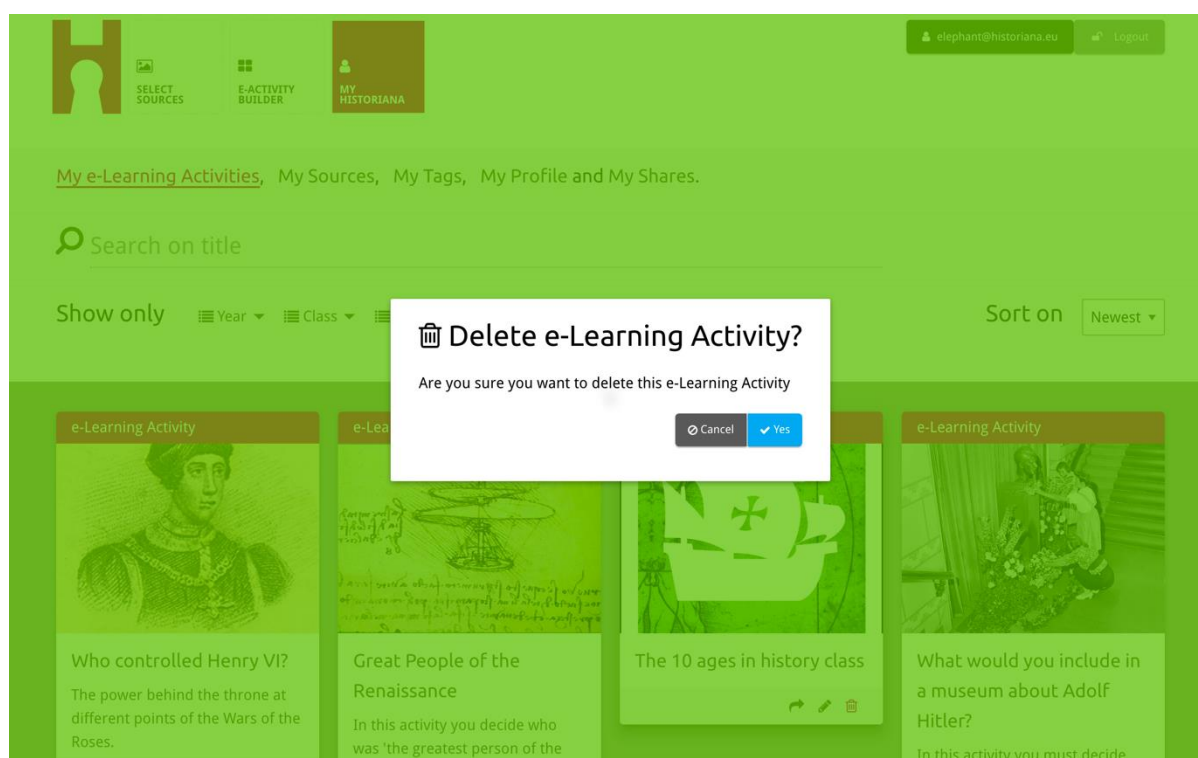 elephant@historiana.eu Logout
SELECT
SOURCES
E-ACTIVITY
BUILDER
MY
HISTORIANA
My e-Learning Activities, My Sources, My Tags, My Profile and My Shares.
Search on title
Show only Year Class Sort on Newest
Delete e-Learning Activity?
Are you sure you want to delete this e-Learning Activity
Cancel Yes
e-Learning Activity
Who controlled Henry VI?
The power behind the throne at
different points of the Wars of the
Roses.
e-Lea
Great People of the
Renaissance
In this activity you decide who
was 'the greatest person of the
The 10 ages in history class
e-Learning Activity
What would you include in
a museum about Adolf
Hitler?
In this activity you must decide